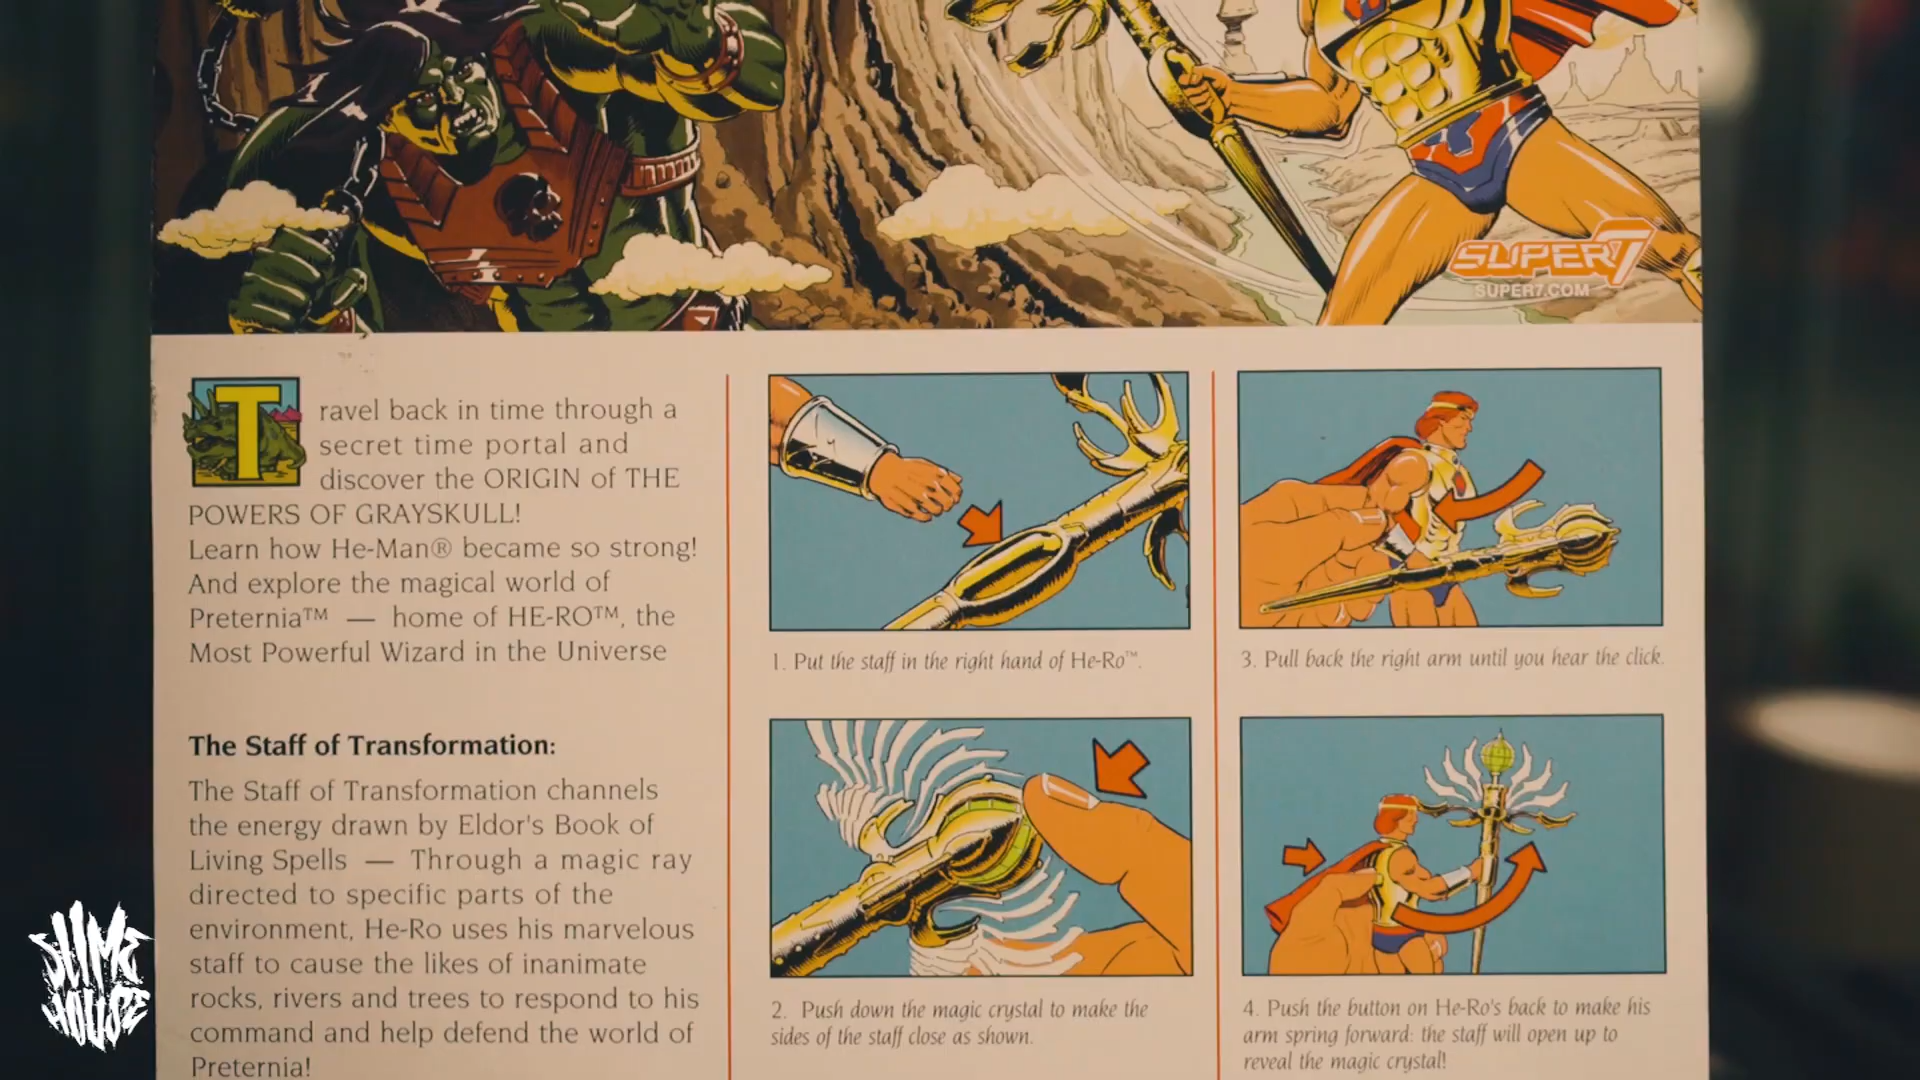 SUPER7
SUPER7.COM
Travel back in time through a
secret time portal and
discover the ORIGIN of THE
POWERS OF GRAYSKULL!
Learn how He-Man® became so strong!
And explore the magical world of
Preternia™ — home of HE-RO™, the
Most Powerful Wizard in the Universe
The Staff of Transformation:
The Staff of Transformation channels
the energy drawn by Eldor's Book of
Living Spells — Through a magic ray
directed to specific parts of the
environment, He-Ro uses his marvelous
staff to cause the likes of inanimate
rocks, rivers and trees to respond to his
command and help defend the world of
Preternia!
1. Put the staff in the right hand of He-Ro™.
2. Push down the magic crystal to make the
sides of the staff close as shown.
3. Pull back the right arm until you hear the click.
4. Push the button on He-Ro's back to make his
arm spring forward: the staff will open up to
reveal the magic crystal!
SLIME
HOUSE